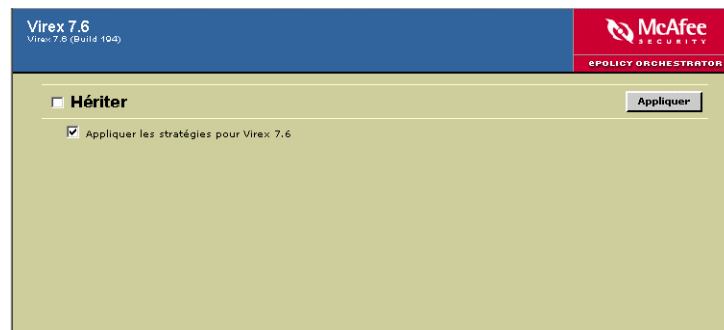 Virex 7.6
Virex 7.6 (Build 194)
McAfee
SECURITY
ePOLICY ORCHESTRATOR
Hériter
Appliquer
Appliquer les stratégies pour Virex 7.6